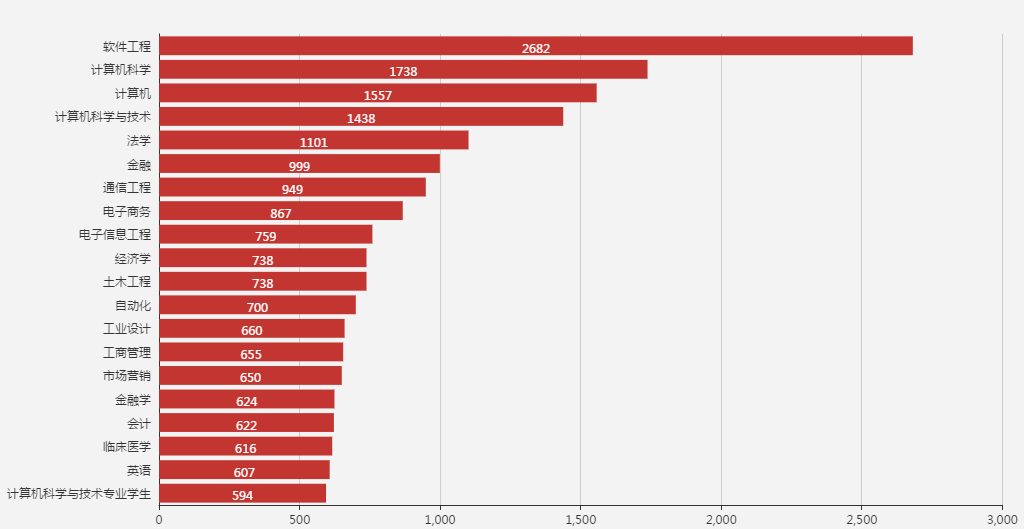 软件工程 2682
计算机科学 1738
计算机 1557
计算机科学与技术 1438
法学 1101
金融 999
通信工程 949
电子商务 867
电子信息工程 759
经济学 738
土木工程 738
自动化 700
工业设计 660
工商管理 655
市场营销 650
金融学 624
会计 622
临床医学 616
英语 607
计算机科学与技术专业学生 594
0 500 1,000 1,500 2,000 2,500 3,000